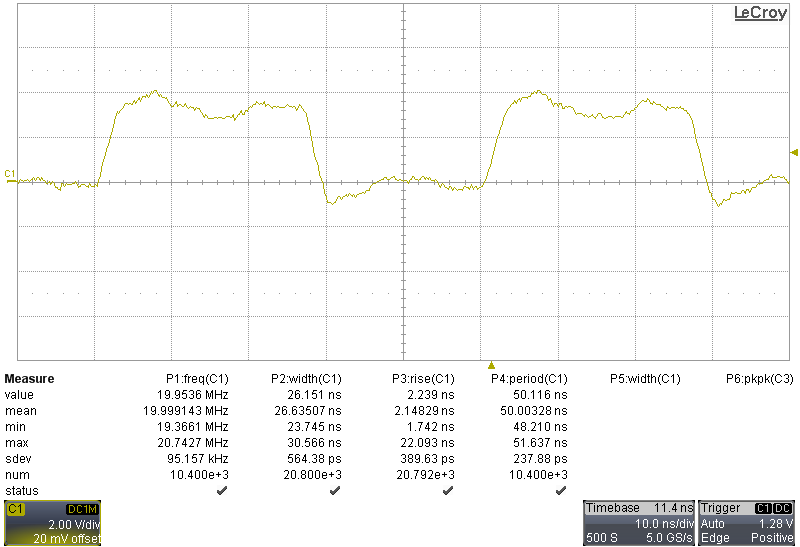 LeCroy
C1
Measure P1:freq(C1) P2:width(C1) P3:rise(C1) P4:period(C1) P5:width(C1) P6:pkpk(C3)
value 19.9536 MHz 26.151 ns 2.239 ns 50.116 ns
mean 19.999143 MHz 26.63507 ns 2.14829 ns 50.00328 ns
min 19.3661 MHz 23.745 ns 1.742 ns 48.210 ns
max 20.7427 MHz 30.566 ns 22.093 ns 51.637 ns
sdev 95.157 kHz 564.38 ps 389.63 ps 237.88 ps
num 10.400e+3 20.800e+3 20.792e+3 10.400e+3
status
C1 DC1M
2.00 V/div
20 mV offset
Timebase 11.4 ns
10.0 ns/div
500 S 5.0 GS/s
Trigger C1 DC
Auto 1.28 V
Edge Positive